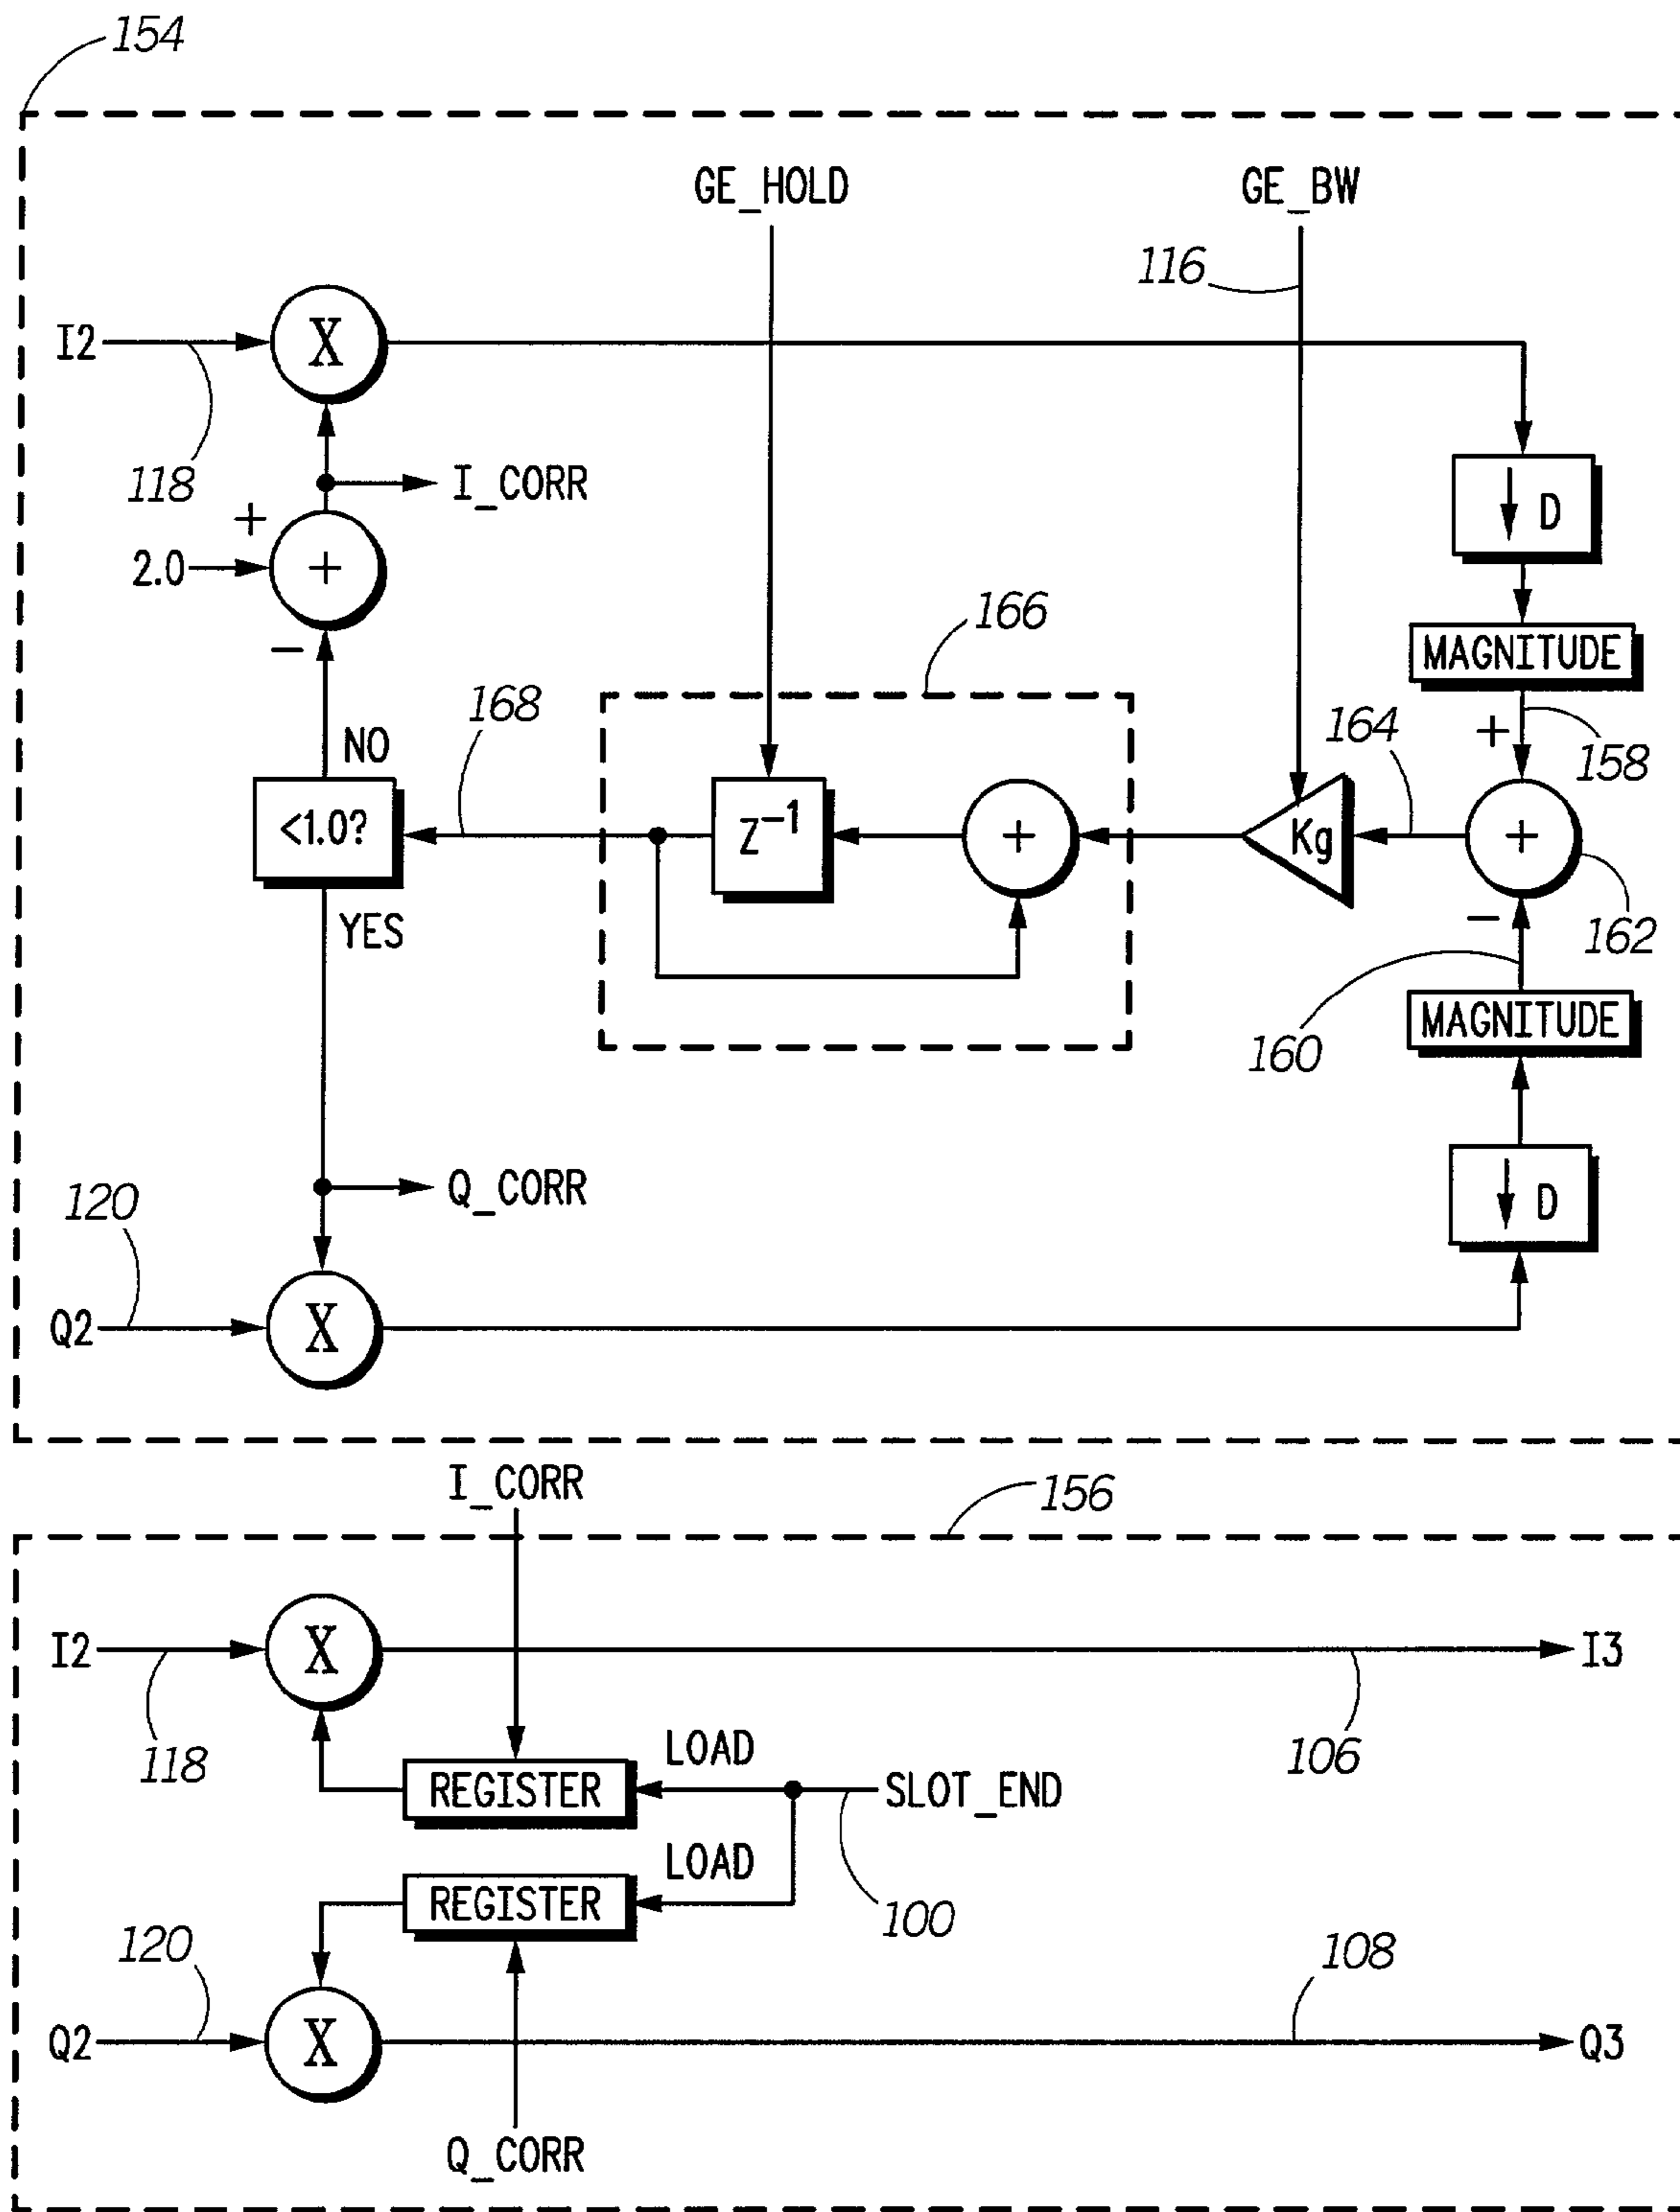 154
GE_HOLD
GE_BW
116
I2
X
118
I_CORR
D
+
2.0
+
-
166
MAGNITUDE
168
NO
164
+
158
<1.0?
Z-1
+
Kg
+
YES
-
162
MAGNITUDE
160
120
Q_CORR
D
Q2
X
I_CORR
156
I2
X
I3
118
LOAD
106
REGISTER
SLOT_END
LOAD
REGISTER
100
120
108
Q2
X
Q3
Q_CORR